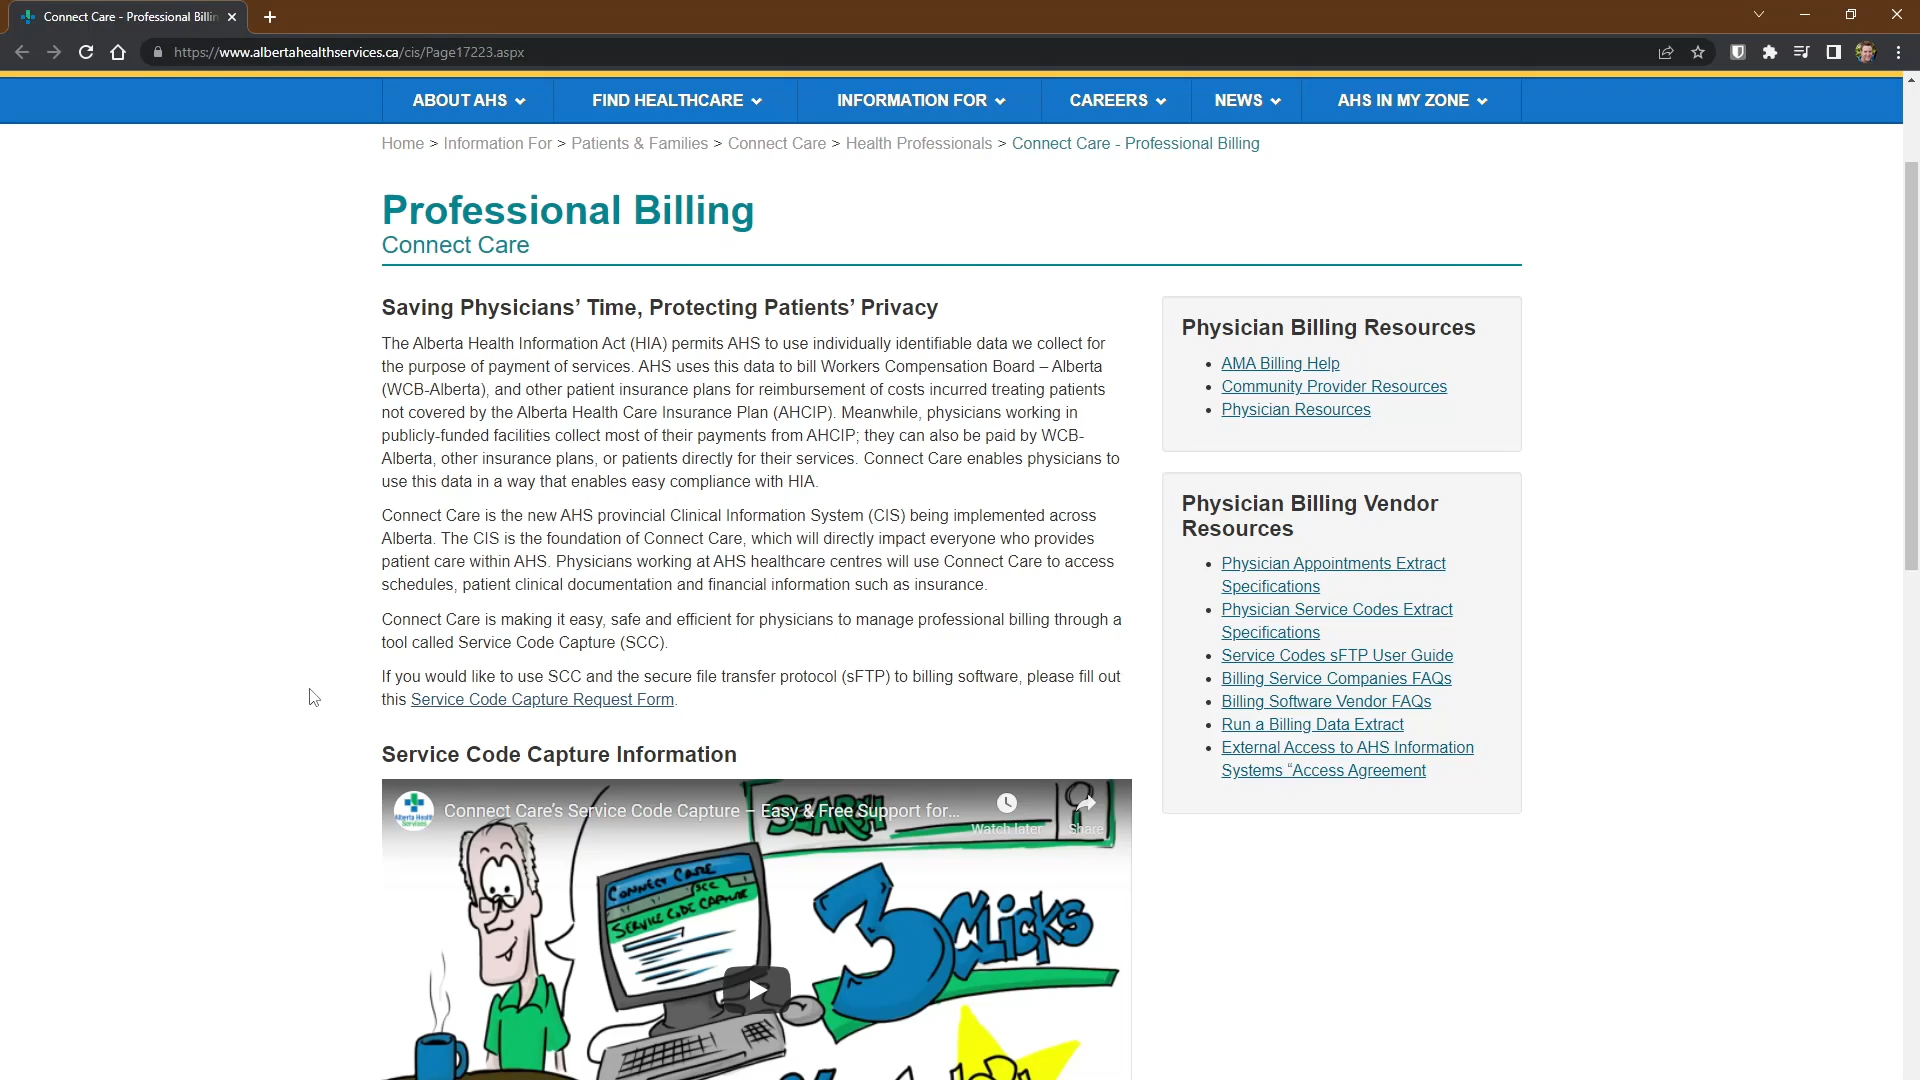 Connect Care - Professional Billin
https://www.albertahealthservices.ca/cis/Page17223.aspx
ABOUT AHS
FIND HEALTHCARE
INFORMATION FOR
CAREERS
NEWS
AHS IN MY ZONE
Home > Information For > Patients & Families > Connect Care > Health Professionals > Connect Care - Professional Billing
Professional Billing
Connect Care
Saving Physicians’ Time, Protecting Patients’ Privacy
The Alberta Health Information Act (HIA) permits AHS to use individually identifiable data we collect for
the purpose of payment of services. AHS uses this data to bill Workers Compensation Board – Alberta
(WCB-Alberta), and other patient insurance plans for reimbursement of costs incurred treating patients
not covered by the Alberta Health Care Insurance Plan (AHCIP). Meanwhile, physicians working in
publicly-funded facilities collect most of their payments from AHCIP; they can also be paid by WCB-
Alberta, other insurance plans, or patients directly for their services. Connect Care enables physicians to
use this data in a way that enables easy compliance with HIA.
Connect Care is the new AHS provincial Clinical Information System (CIS) being implemented across
Alberta. The CIS is the foundation of Connect Care, which will directly impact everyone who provides
patient care within AHS. Physicians working at AHS healthcare centres will use Connect Care to access
schedules, patient clinical documentation and financial information such as insurance.
Connect Care is making it easy, safe and efficient for physicians to manage professional billing through a
tool called Service Code Capture (SCC).
If you would like to use SCC and the secure file transfer protocol (sFTP) to billing software, please fill out
this Service Code Capture Request Form.
Service Code Capture Information
Alberta Health
Services
Connect Care’s Service Code Capture – Easy & Free Support for...
Watch later
Share
SEARCH
CONNECT CARE
SCC
SERVICE CODE CAPTURE
3 CLICKS
Physician Billing Resources
AMA Billing Help
Community Provider Resources
Physician Resources
Physician Billing Vendor
Resources
Physician Appointments Extract
Specifications
Physician Service Codes Extract
Specifications
Service Codes sFTP User Guide
Billing Service Companies FAQs
Billing Software Vendor FAQs
Run a Billing Data Extract
External Access to AHS Information
Systems “Access Agreement